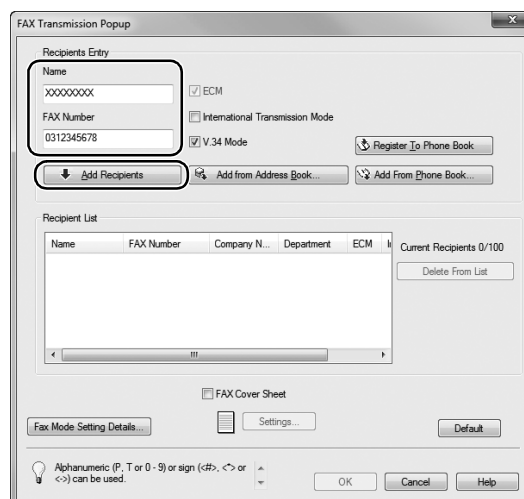 FAX Transmission Popup
Recipients Entry
Name
XXXXXXXX
ECM
FAX Number
International Transmission Mode
0312345678
V.34 Mode
Register To Phone Book
Add Recipients
Add from Address Book...
Add From Phone Book...
Recipient List
Name FAX Number Company N... Department ECM I
Current Recipients 0/100
Delete From List
FAX Cover Sheet
Fax Mode Setting Details...
Settings...
Default
Alphanumeric (P, T or 0 - 9) or sign (<#>, <*> or
<-> can be used.
OK Cancel Help